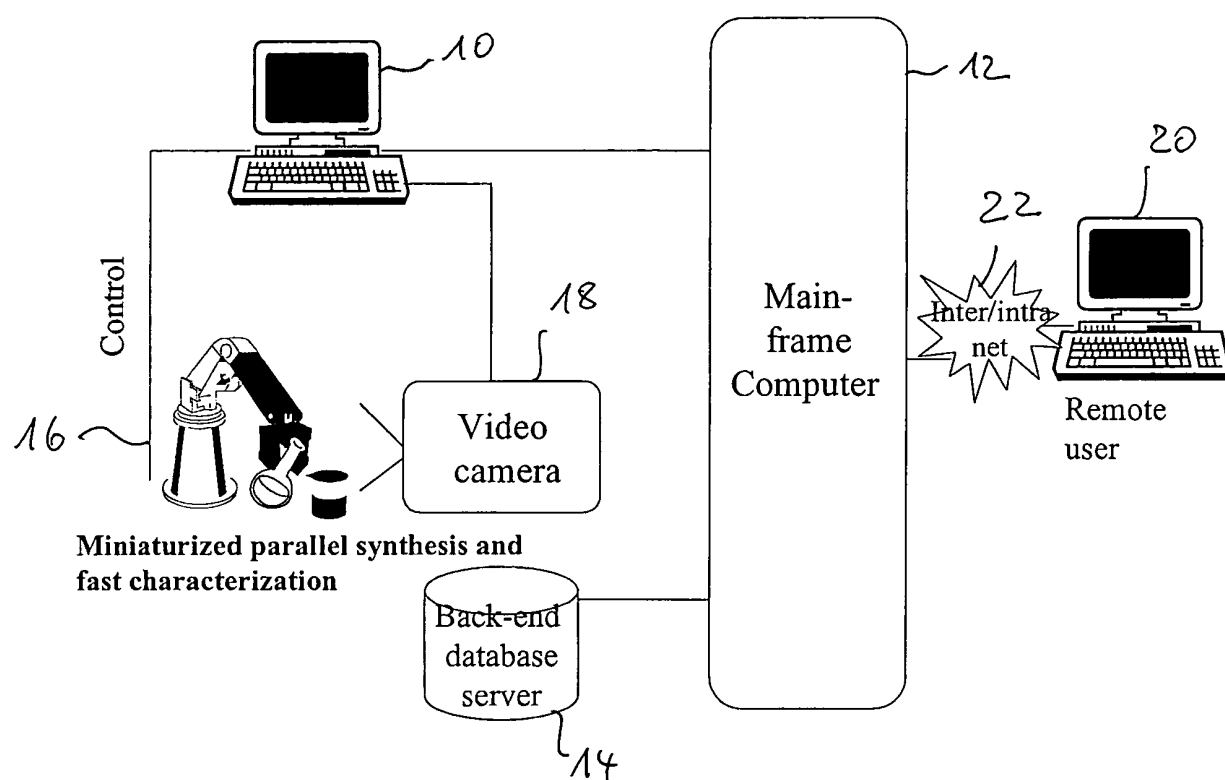 10
12
20
22
Control
18
Main-
frame
Computer
Inter/intra
net
Remote
user
16
Video
camera
Miniaturized parallel synthesis and
fast characterization
Back-end
database
server
14